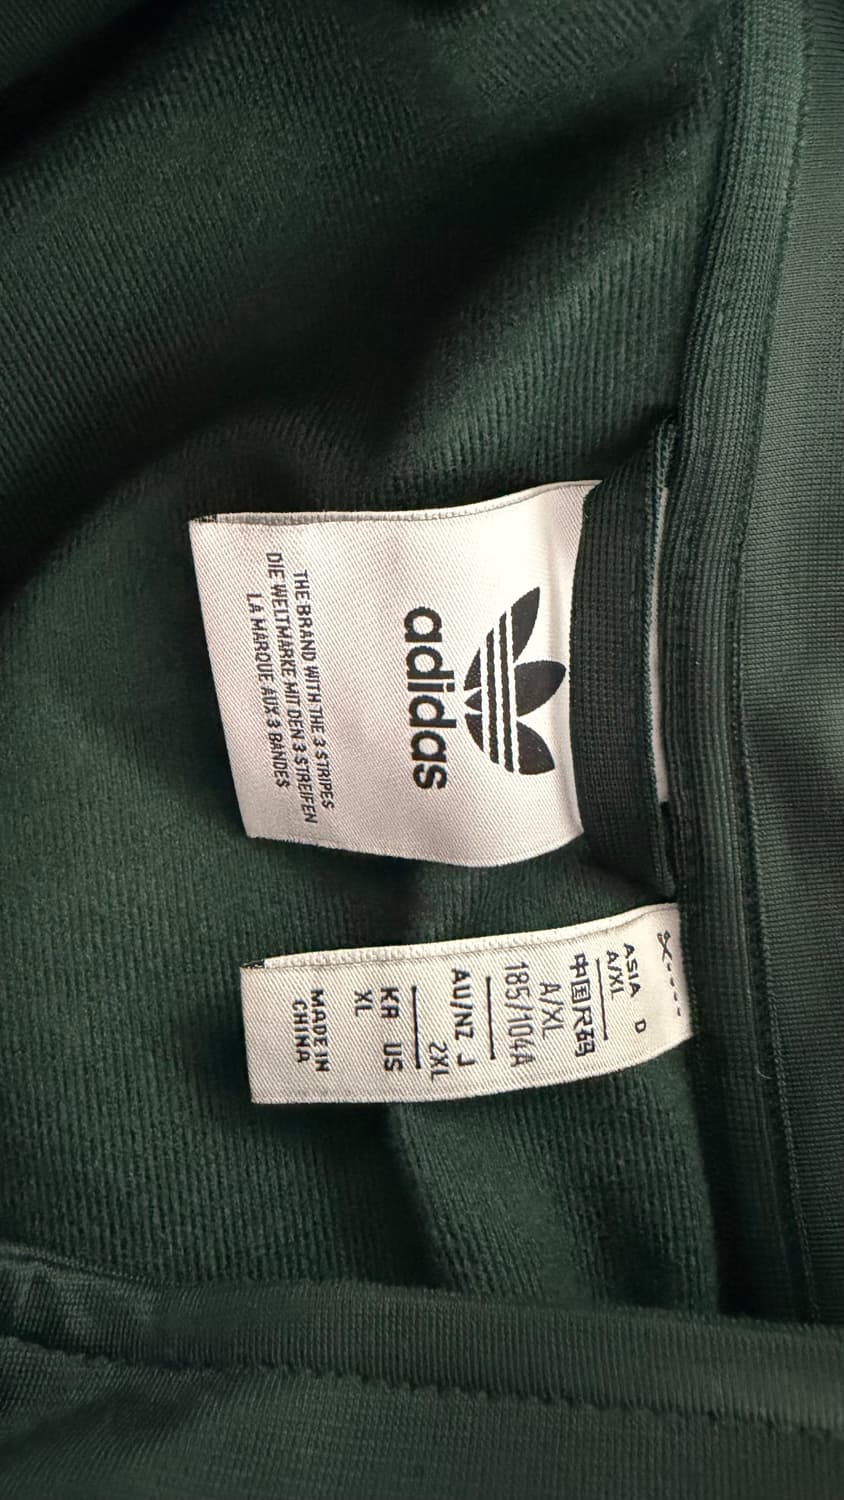 adidas
THE BRAND WITH THE 3 STRIPES
DIE WELTMARKE MIT DEN 3 STREIFEN
LA MARQUE AUX 3 BANDES
ASIA D
A/XL
中国尺码
A/XL
185/104A
AU/NZ J
2XL
KR US
XL
MADE IN
CHINA